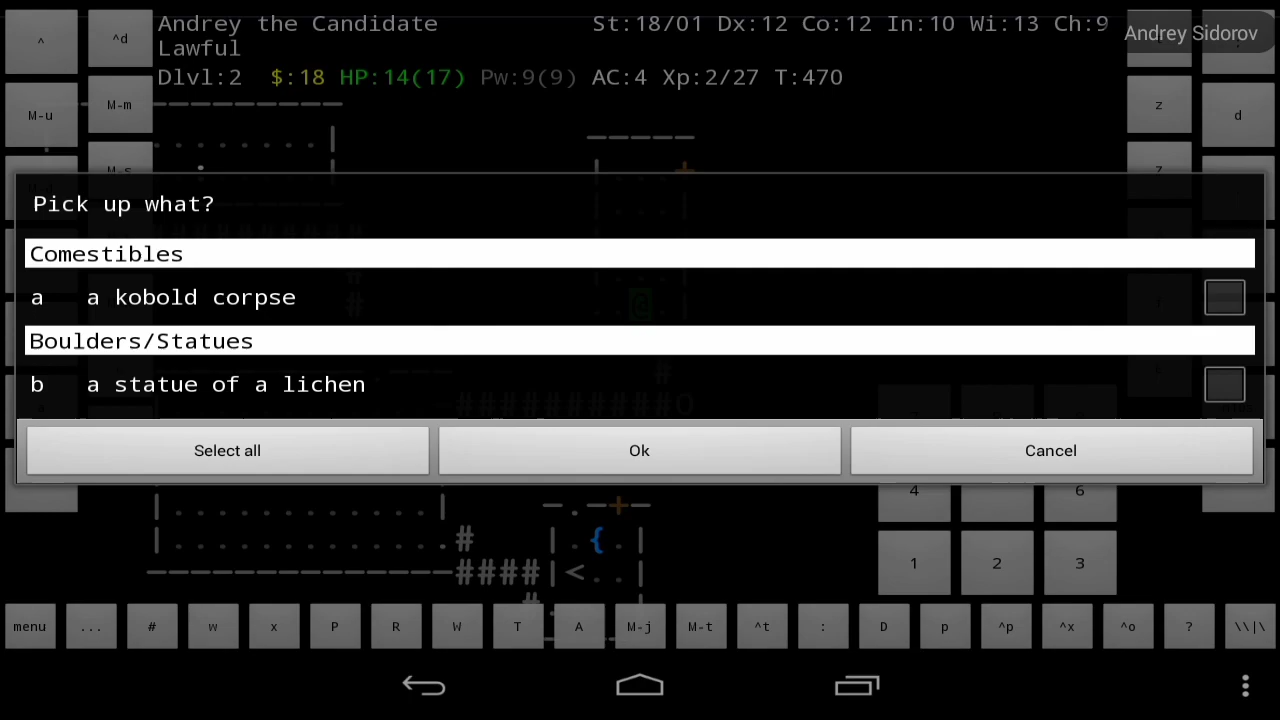 Andrey the Candidate St:18/01 Dx:12 Co:12 In:10 Wi:13 Ch:9
Lawful
Dlvl:2 $:18 HP:14(17) Pw:9(9) AC:4 Xp:2/27 T:470
Andrey Sidorov
^ ^d
M-u M-m z d
M-s z
Pick up what?
Comestibles
a a kobold corpse
Boulders/Statues
b a statue of a lichen
Select all Ok Cancel
4 6
1 2 3
menu ... # w x P R W T A M-j M-t ^t : D p ^p ^x ^o ? \\|\